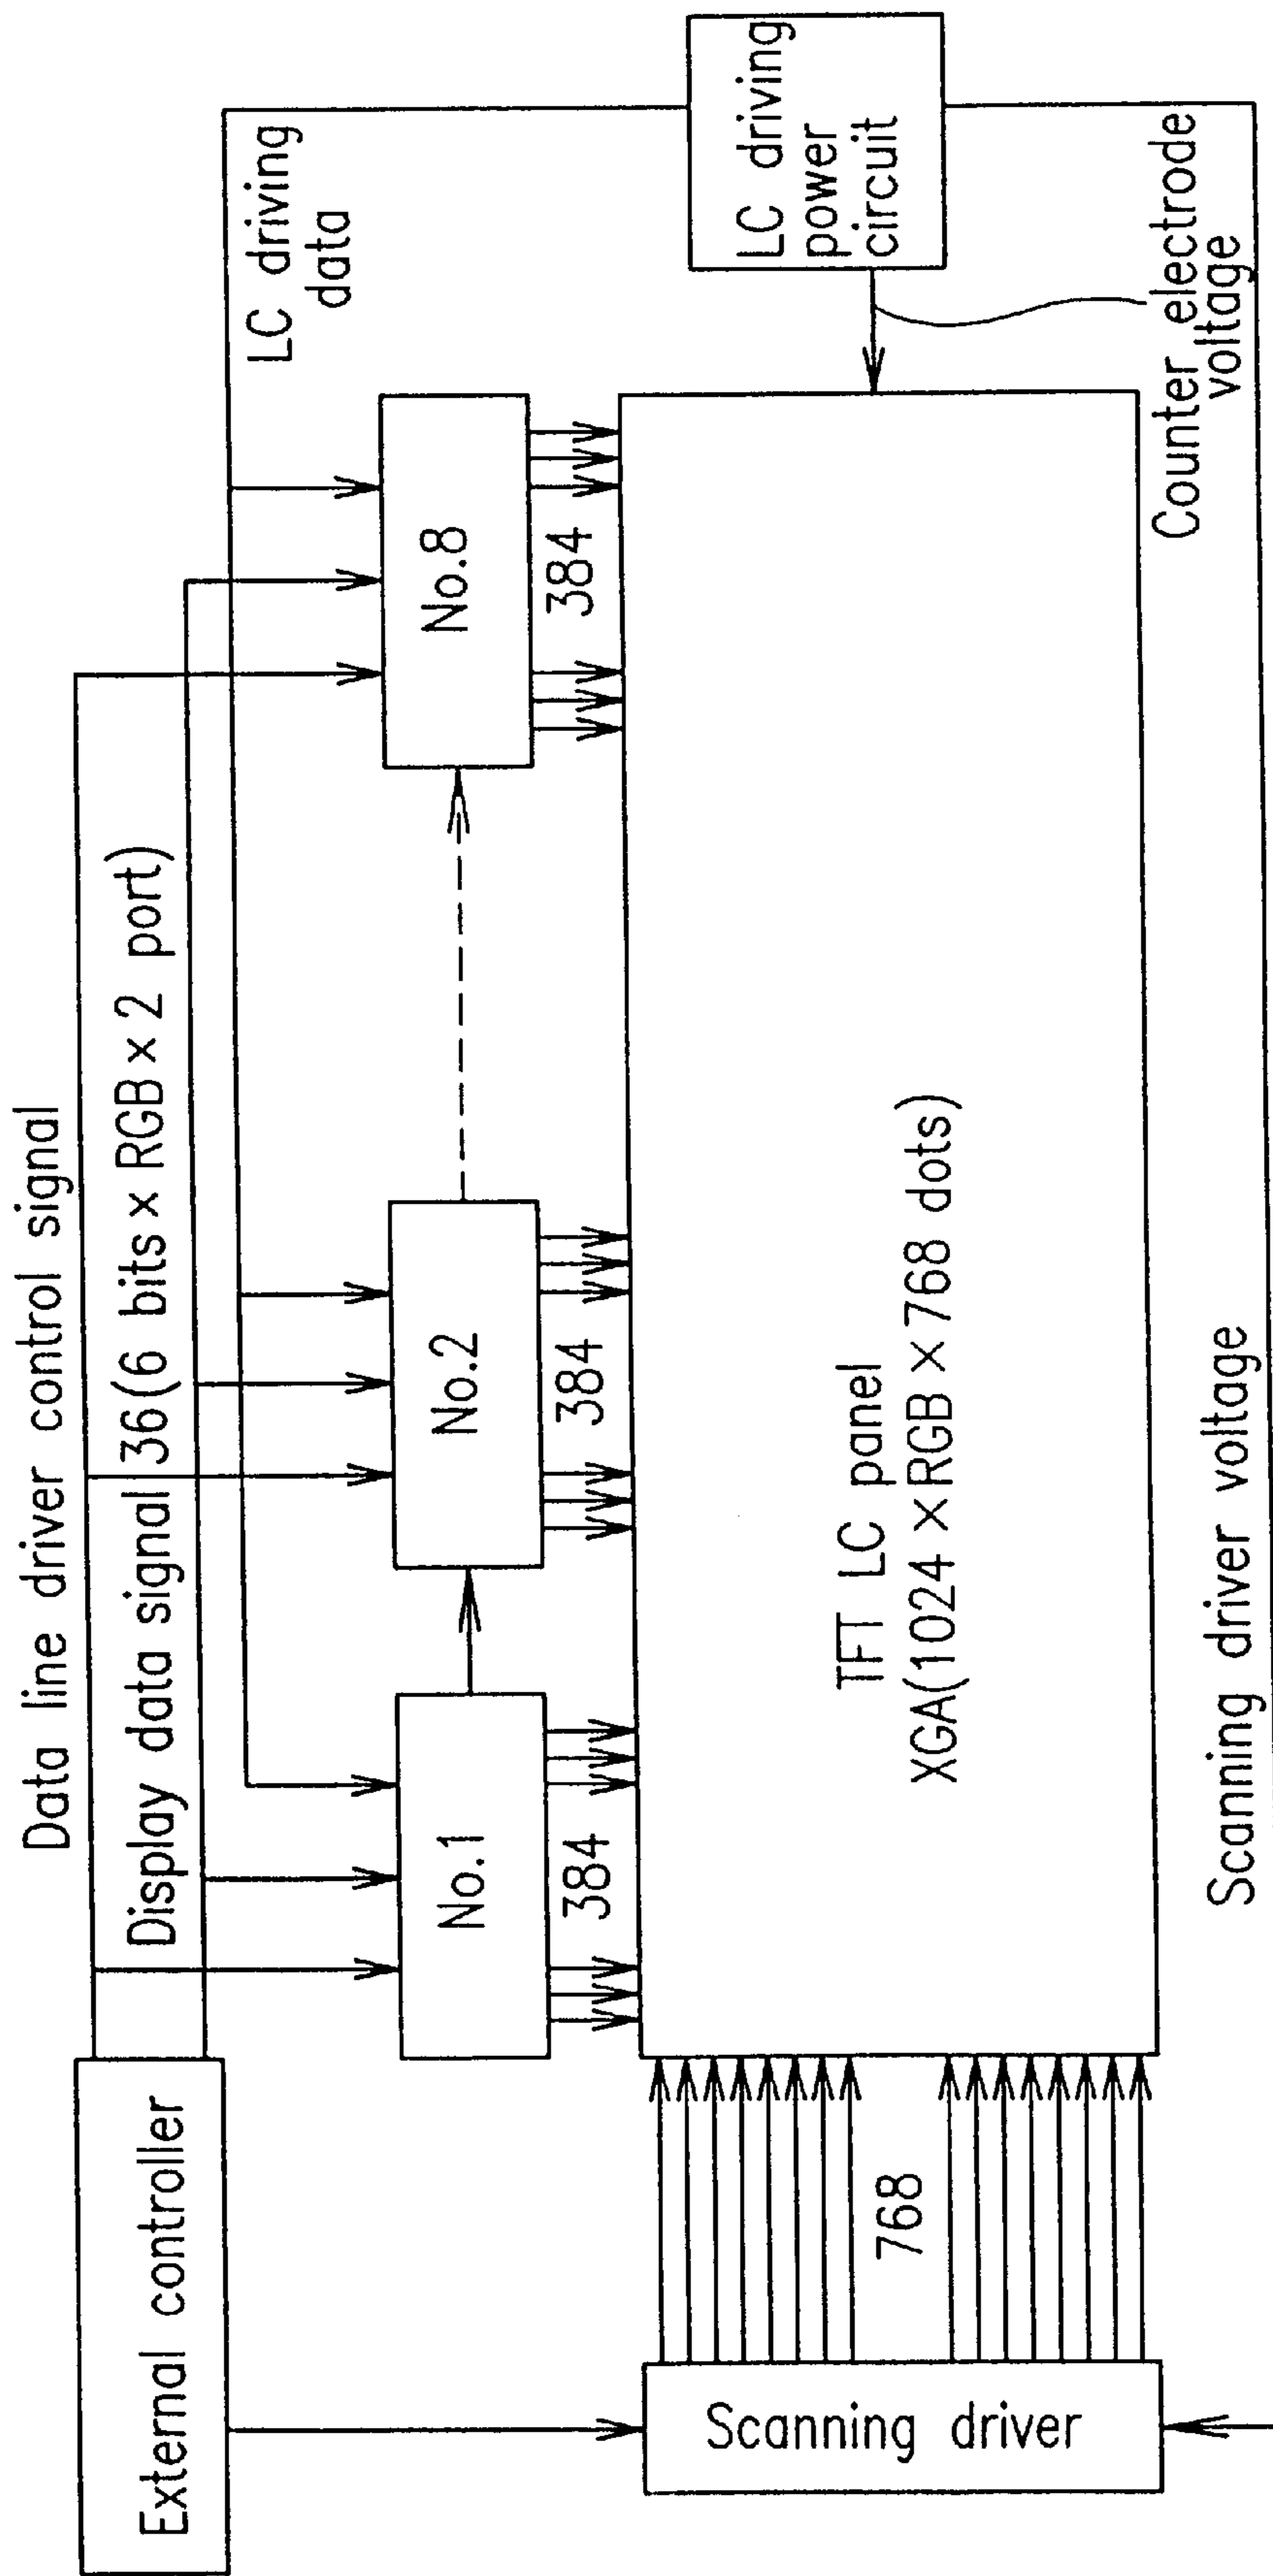 Data line driver control signal
External controller
Display data signal 36(6 bits × RGB × 2 port)
LC driving
data
No.1
No.2
No.8
384
384
384
LC driving
power
circuit
TFT LC panel
XGA(1024 ×RGB ×768 dots)
768
Scanning driver
Counter electrode
voltage
Scanning driver voltage